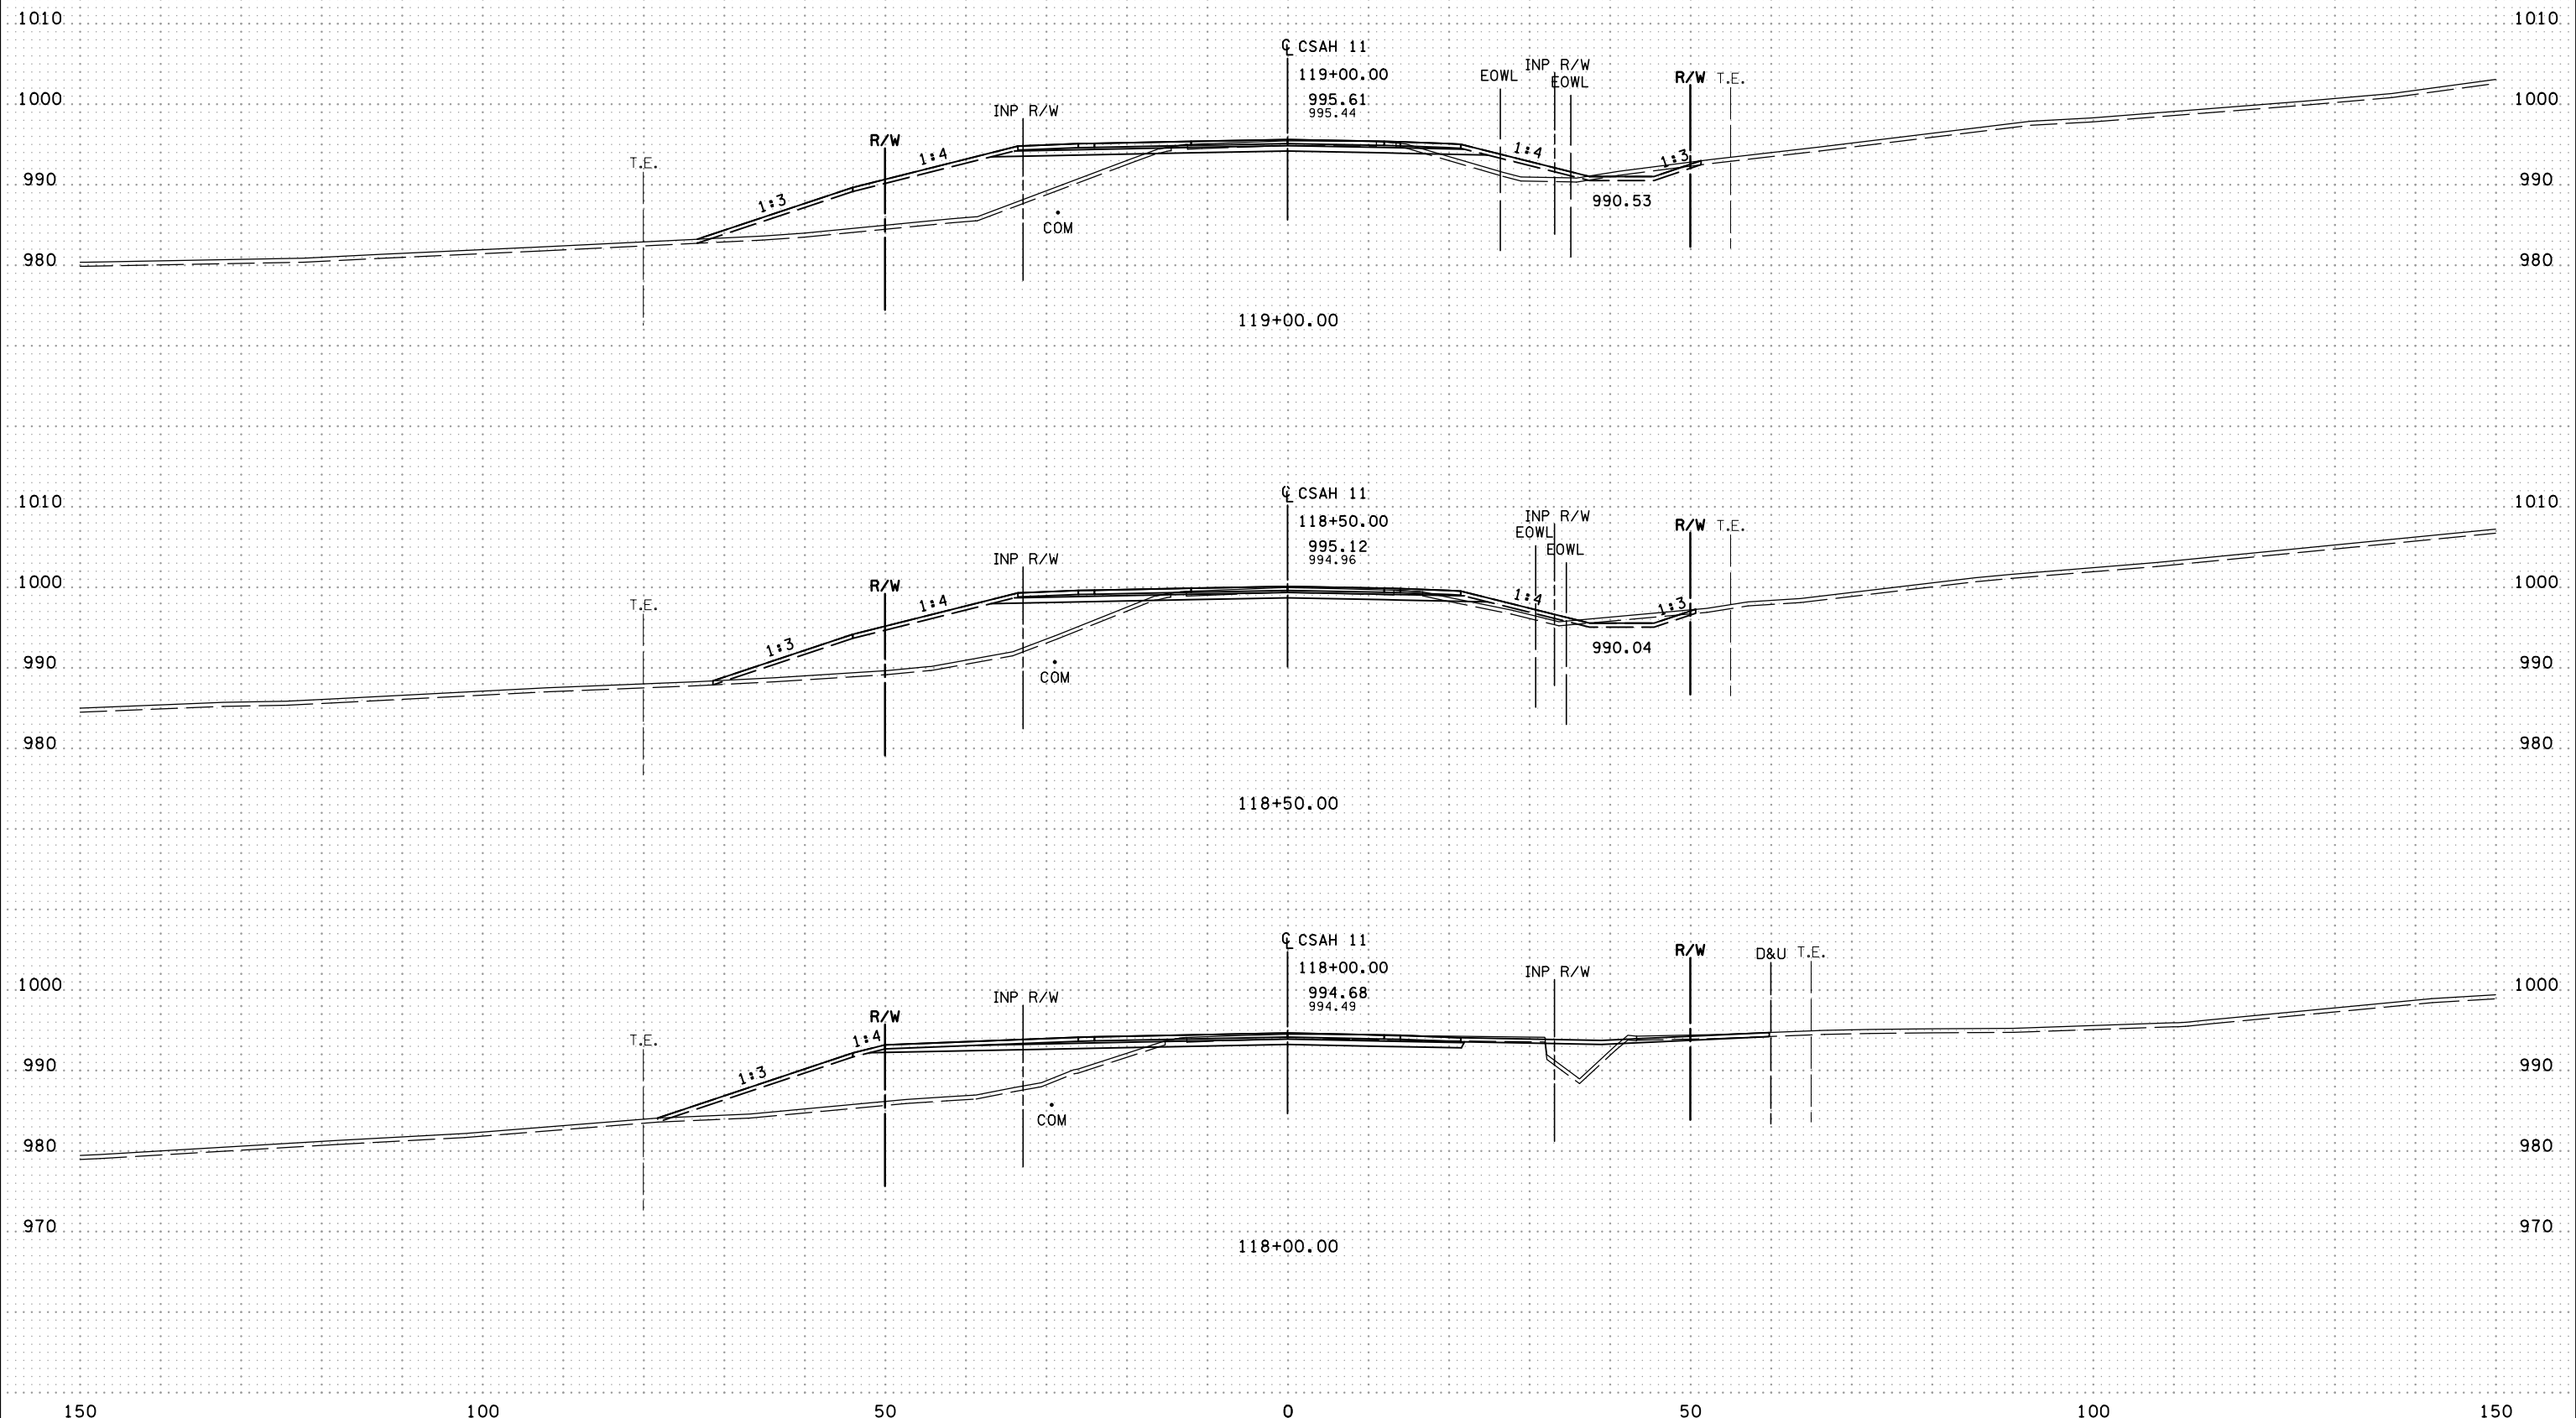 1010 1010
℄ CSAH 11
INP R/W
119+00.00
EOWL R/W T.E.
EOWL
1000 995.61 1000
INP R/W 995.44
R/W
1:4 1:4 1:3
T.E.
990 990
1:3 990.53
COM
980 980
119+00.00
1010 1010
℄ CSAH 11
INP R/W
118+50.00 R/W T.E.
EOWL
995.12
EOWL
INP R/W 994.96
1000 1000
R/W
T.E. 1:4 1:4 1:3
1:3 990.04
990 990
COM
980 980
118+50.00
℄ CSAH 11
R/W D&U T.E.
118+00.00
INP R/W
1000 1000
994.68
INP R/W
994.49
R/W
T.E. 1:4
990 990
1:3
COM
980 980
970 970
118+00.00
150 100 50 0 50 100 150